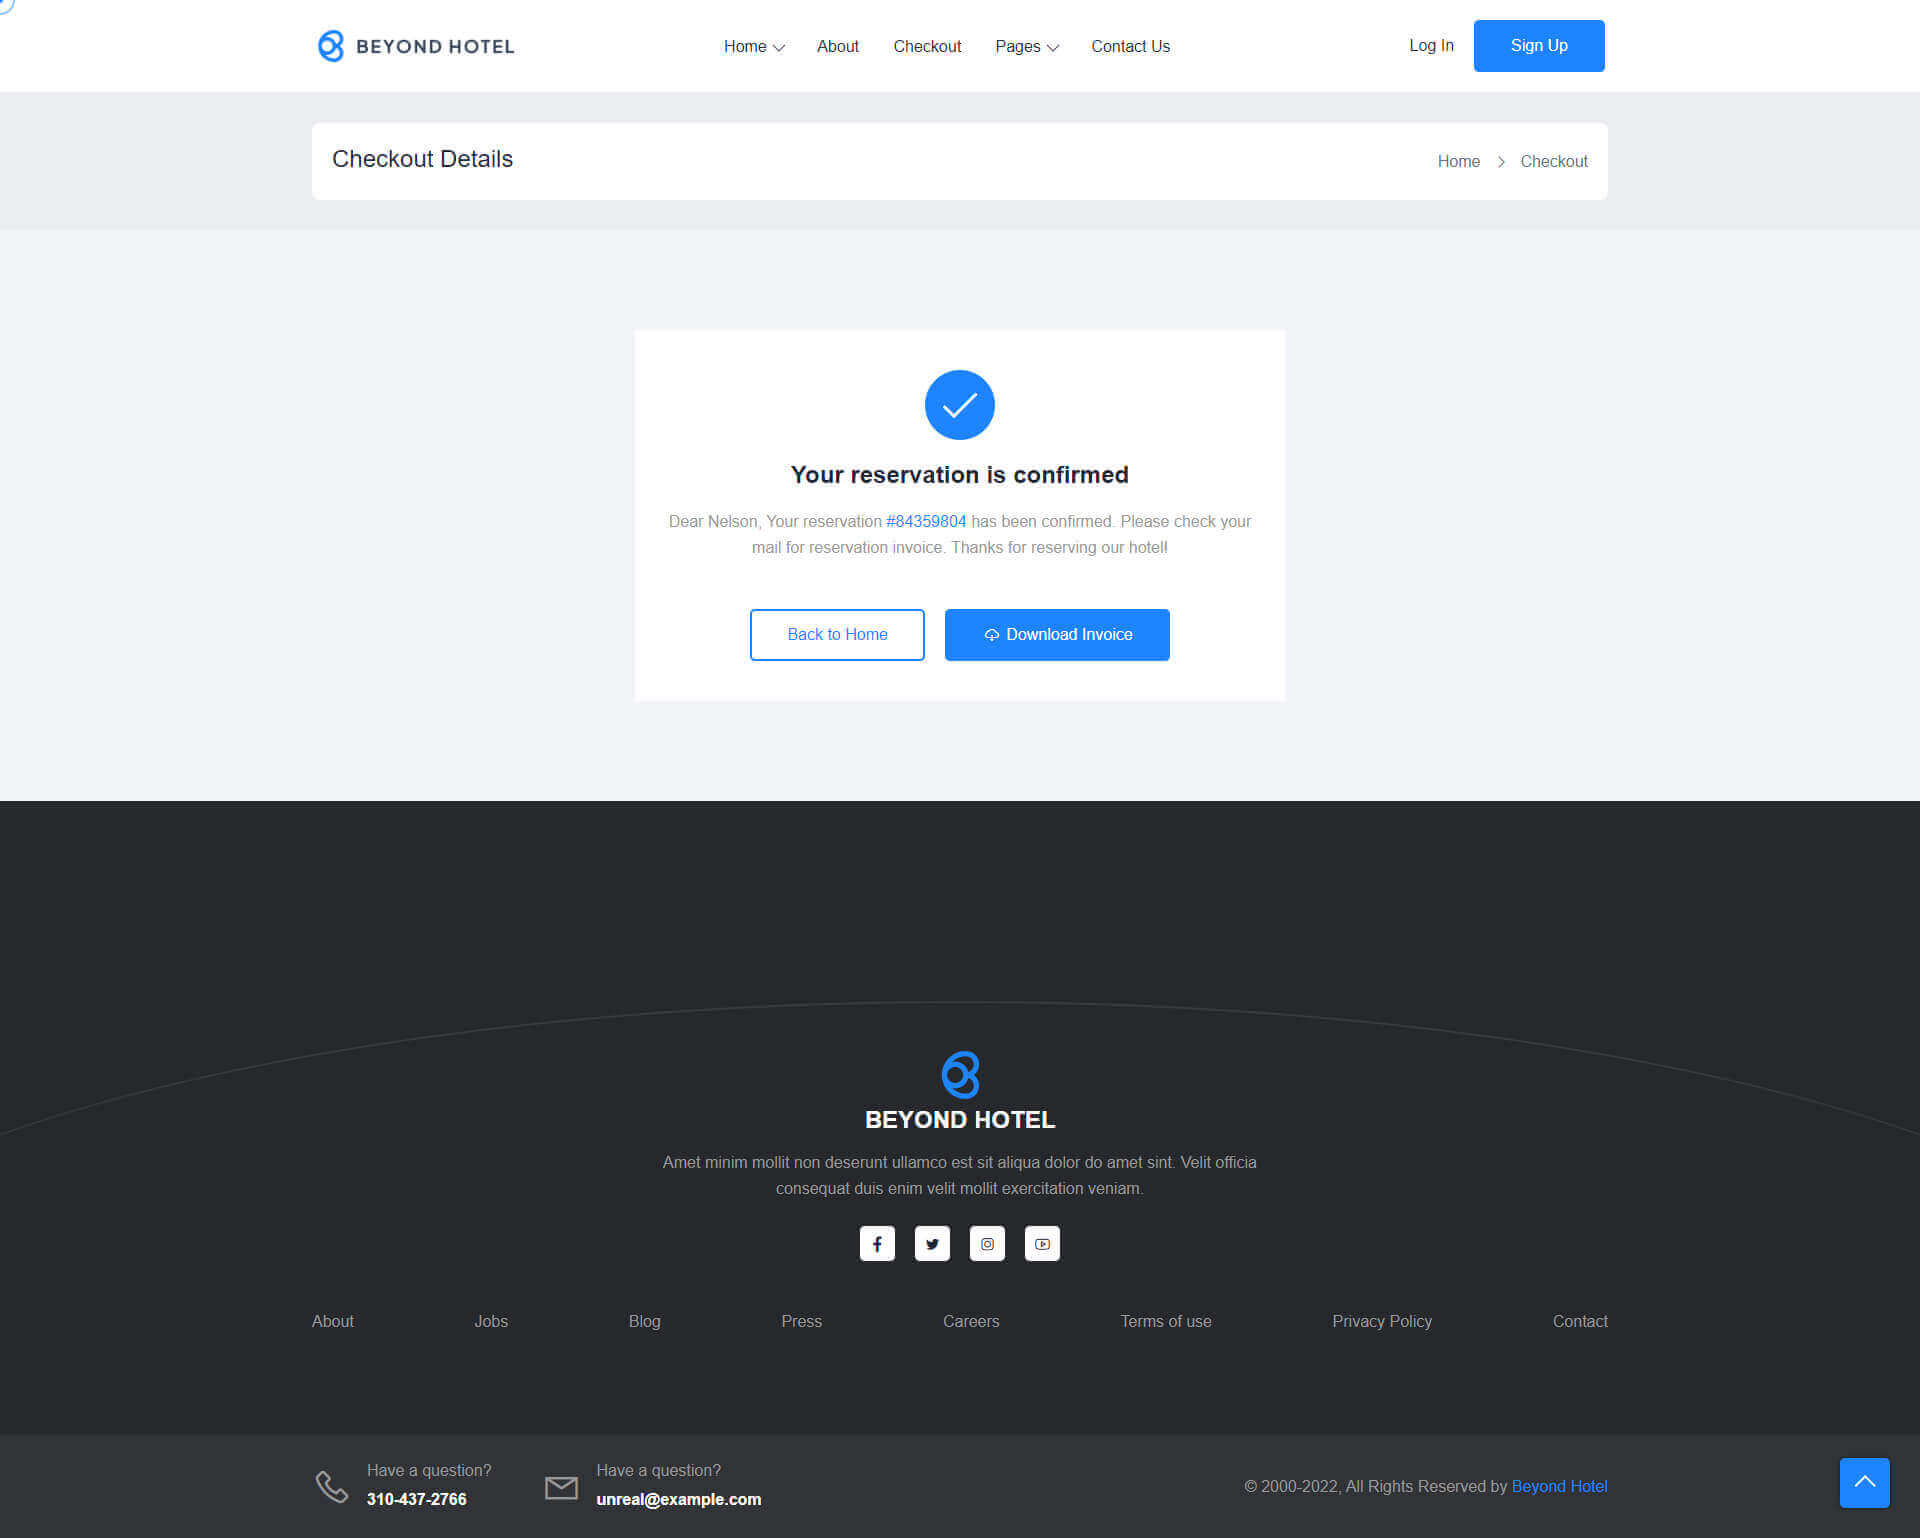 BEYOND HOTEL
Home
About
Checkout
Pages
Contact Us
Log In
Sign Up
Checkout Details
Home
Checkout
Your reservation is confirmed
Dear Nelson, Your reservation #84359804 has been confirmed. Please check your
mail for reservation invoice. Thanks for reserving our hotel!
Back to Home
Download Invoice
BEYOND HOTEL
Amet minim mollit non deserunt ullamco est sit aliqua dolor do amet sint. Velit officia
consequat duis enim velit mollit exercitation veniam.
About
Jobs
Blog
Press
Careers
Terms of use
Privacy Policy
Contact
Have a question?
310-437-2766
Have a question?
unreal@example.com
© 2000-2022, All Rights Reserved by Beyond Hotel